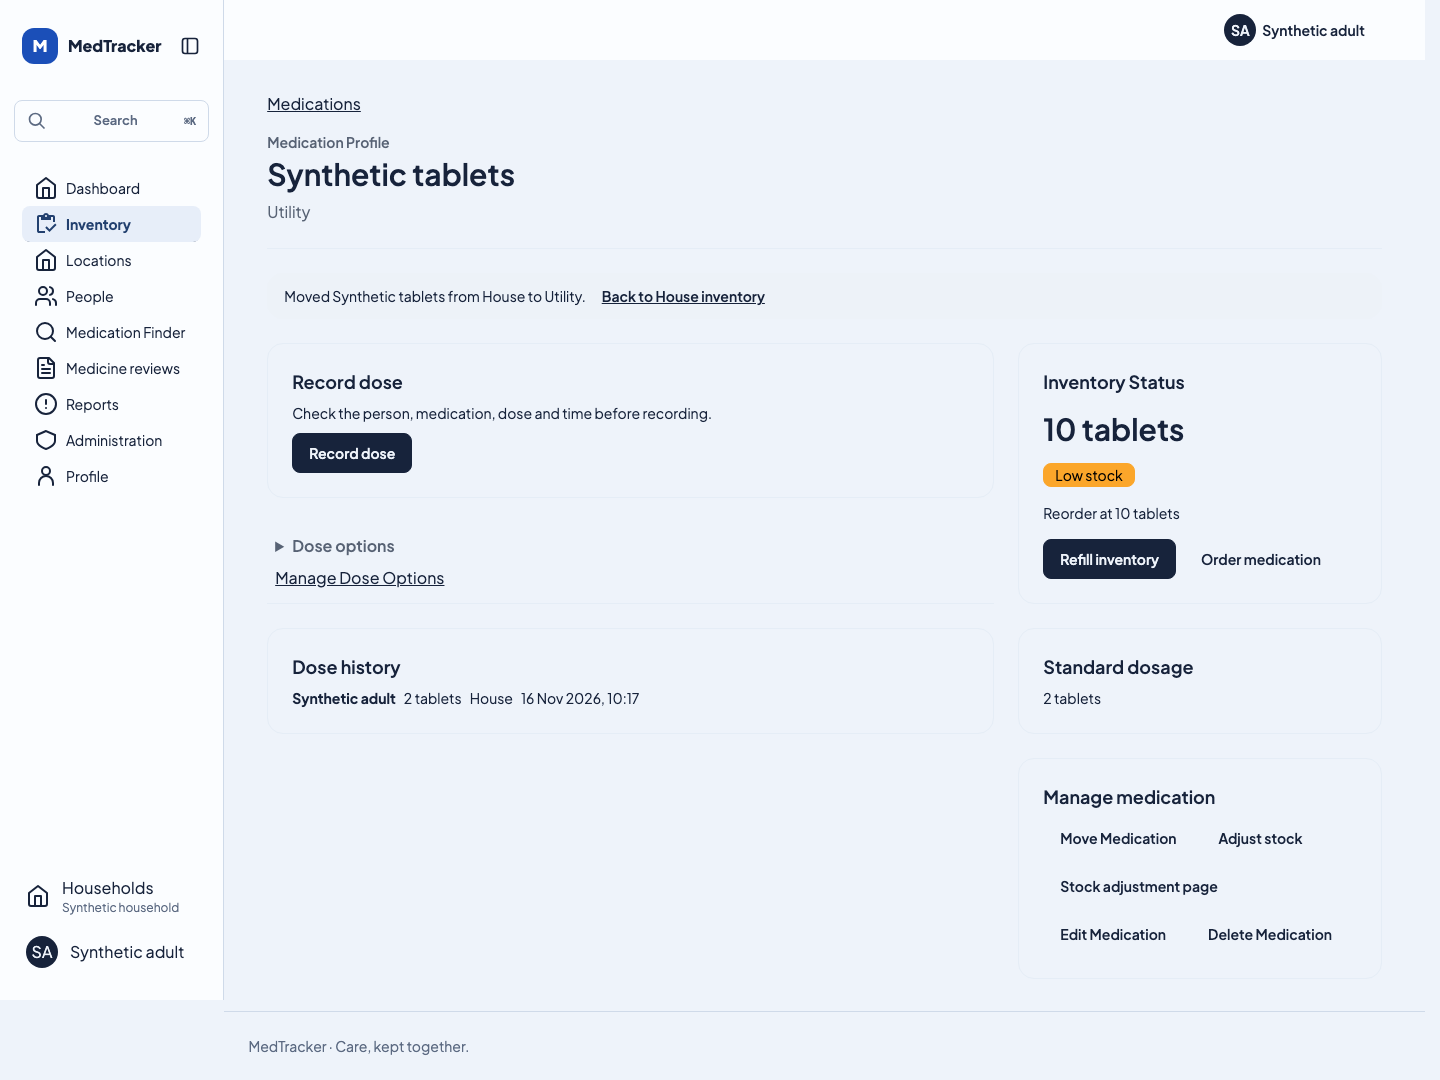 M MedTracker
Search ⌘K
Dashboard
Inventory
Locations
People
Medication Finder
Medicine reviews
Reports
Administration
Profile
Households
Synthetic household
SA Synthetic adult
SA Synthetic adult
Medications
Medication Profile
Synthetic tablets
Utility
Moved Synthetic tablets from House to Utility. Back to House inventory
Record dose
Check the person, medication, dose and time before recording.
Record dose
Dose options
Manage Dose Options
Dose history
Synthetic adult 2 tablets House 16 Nov 2026, 10:17
Inventory Status
10 tablets
Low stock
Reorder at 10 tablets
Refill inventory Order medication
Standard dosage
2 tablets
Manage medication
Move Medication Adjust stock
Stock adjustment page
Edit Medication Delete Medication
MedTracker · Care, kept together.